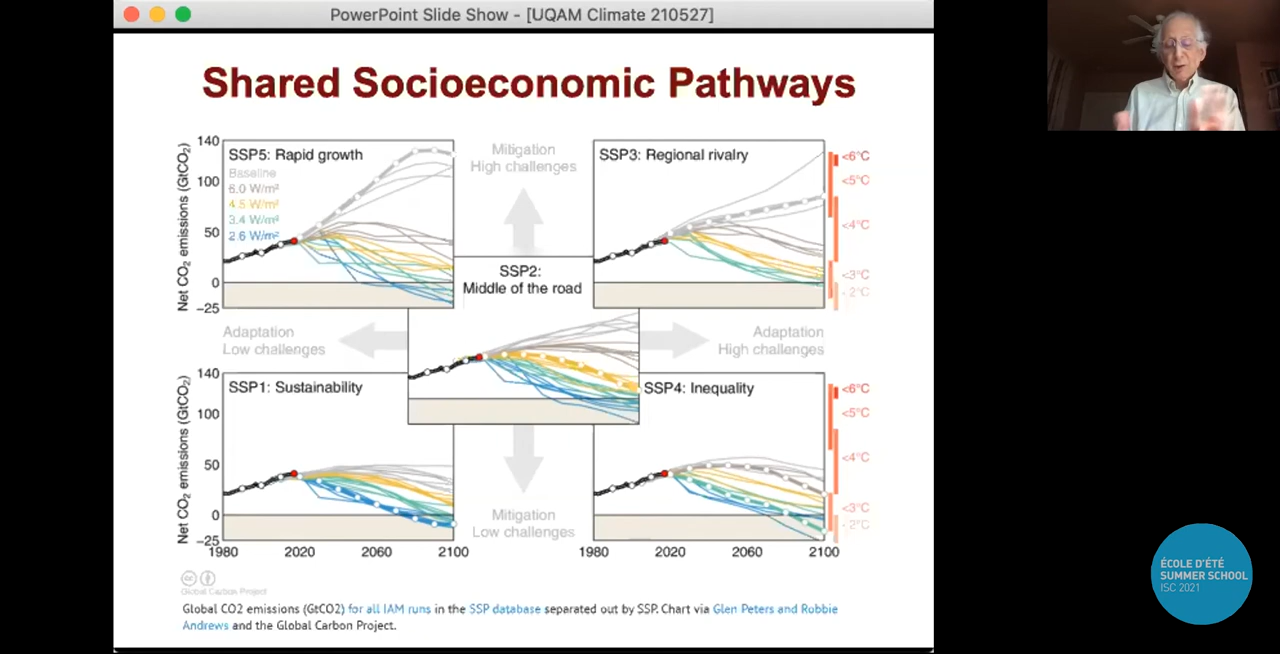 PowerPoint Slide Show - [UQAM Climate 210527]
Shared Socioeconomic Pathways
Net CO2 emissions (GtCO2)
140
100
50
0
−25
SSP5: Rapid growth
Baseline
6.0 W/m²
4.5 W/m²
3.4 W/m²
2.6 W/m²
Mitigation
High challenges
SSP3: Regional rivalry
<6°C
<5°C
<4°C
<3°C
2°C
SSP2:
Middle of the road
Adaptation
Low challenges
Adaptation
High challenges
Net CO2 emissions (GtCO2)
140
100
50
0
−25
SSP1: Sustainability
SSP4: Inequality
<6°C
<5°C
<4°C
<3°C
2°C
Mitigation
Low challenges
1980 2020 2060 2100
1980 2020 2060 2100
cc
Global Carbon Project
Global CO2 emissions (GtCO2) for all IAM runs in the SSP database separated out by SSP. Chart via Glen Peters and Robbie
Andrews and the Global Carbon Project.
ÉCOLE D'ÉTÉ
SUMMER SCHOOL
ISC 2021